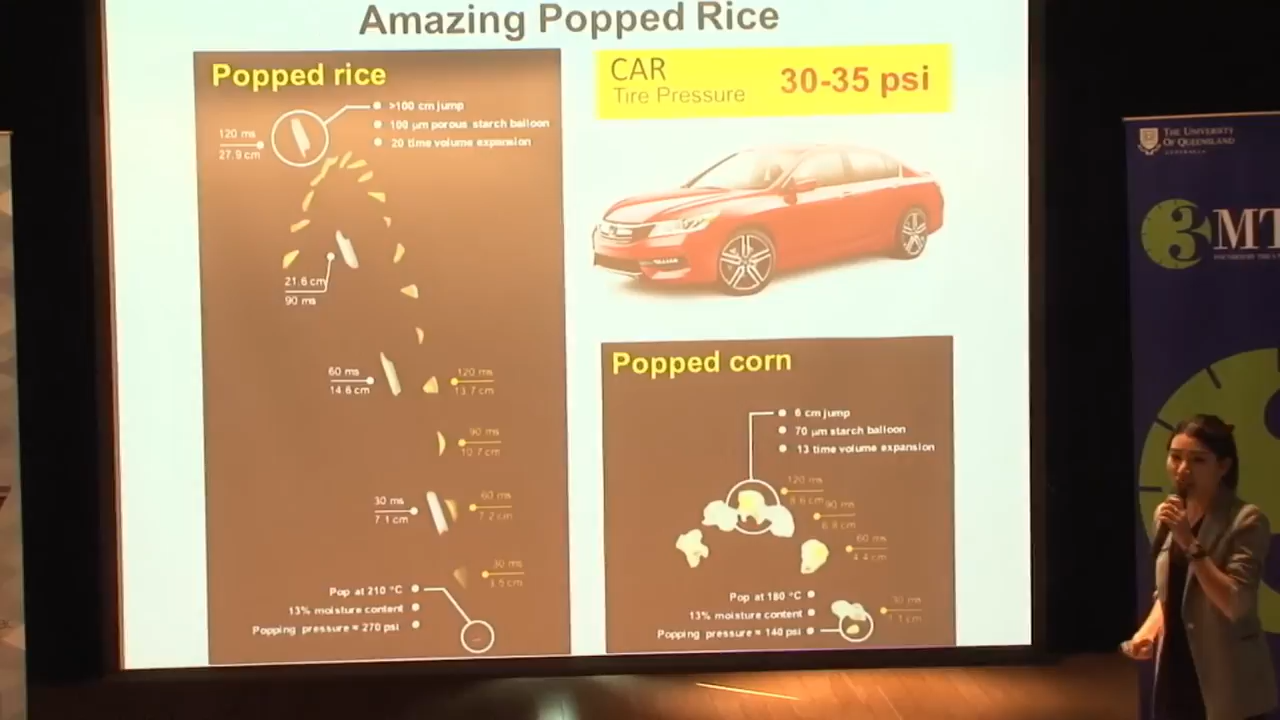 Amazing Popped Rice
Popped rice
>100 cm jump
100 µm porous starch balloon
20 time volume expansion
120 ms
27.9 cm
21.6 cm
90 ms
60 ms
14.6 cm
120 ms
13.7 cm
90 ms
10.7 cm
30 ms
7.1 cm
60 ms
7.2 cm
30 ms
3.5 cm
Pop at 210 °C
13% moisture content
Popping pressure ≈ 270 psi
CAR
Tire Pressure
30-35 psi
Popped corn
6 cm jump
70 µm starch balloon
13 time volume expansion
120 ms
8.6 cm
90 ms
6.8 cm
60 ms
4.4 cm
30 ms
1.1 cm
Pop at 180 °C
13% moisture content
Popping pressure ≈ 140 psi
THE UNIVERSITY
OF QUEENSLAND
AUSTRALIA
3MT